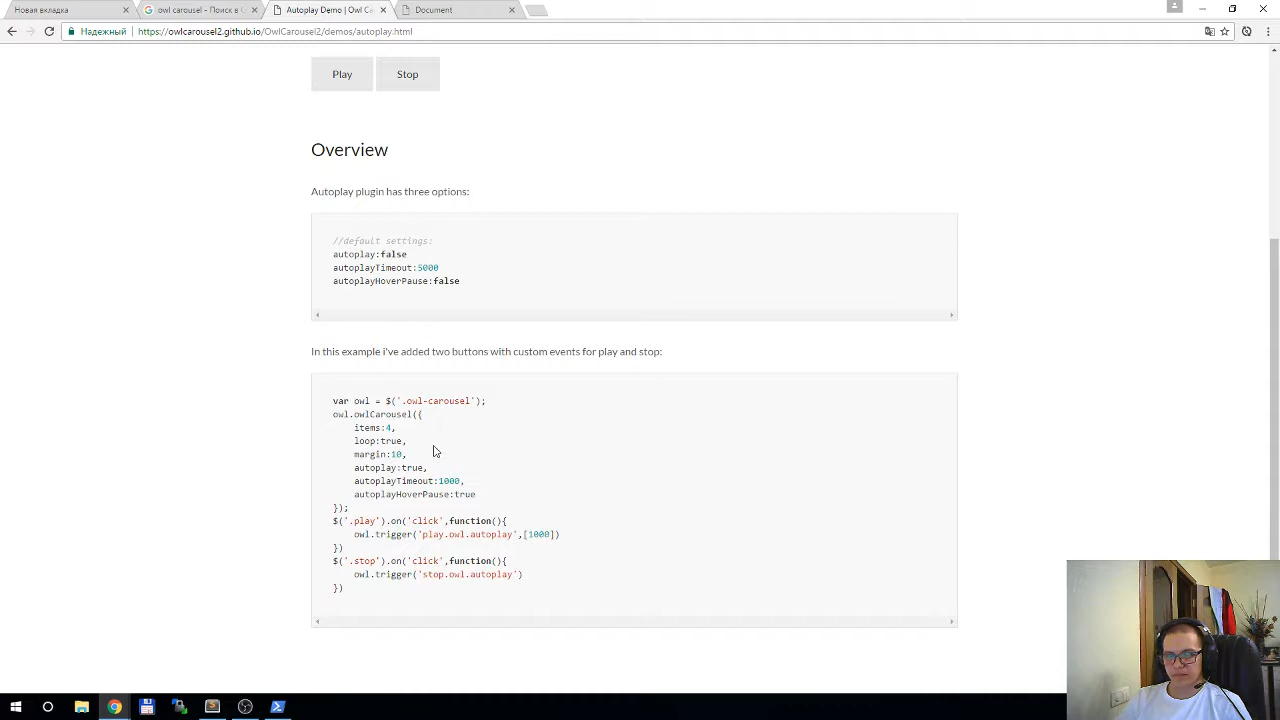 Новая вкладка
owl carousel - Поиск в G
Autoplay Demo | Owl Ca
Document
Надежный
https://owlcarousel2.github.io/OwlCarousel2/demos/autoplay.html
Play
Stop
Overview
Autoplay plugin has three options:
//default settings:
autoplay:false
autoplayTimeout:5000
autoplayHoverPause:false
In this example i've added two buttons with custom events for play and stop:
var owl = $('.owl-carousel');
owl.owlCarousel({
items:4,
loop:true,
margin:10,
autoplay:true,
autoplayTimeout:1000,
autoplayHoverPause:true
});
$('.play').on('click',function(){
owl.trigger('play.owl.autoplay',[1000])
})
$('.stop').on('click',function(){
owl.trigger('stop.owl.autoplay')
})